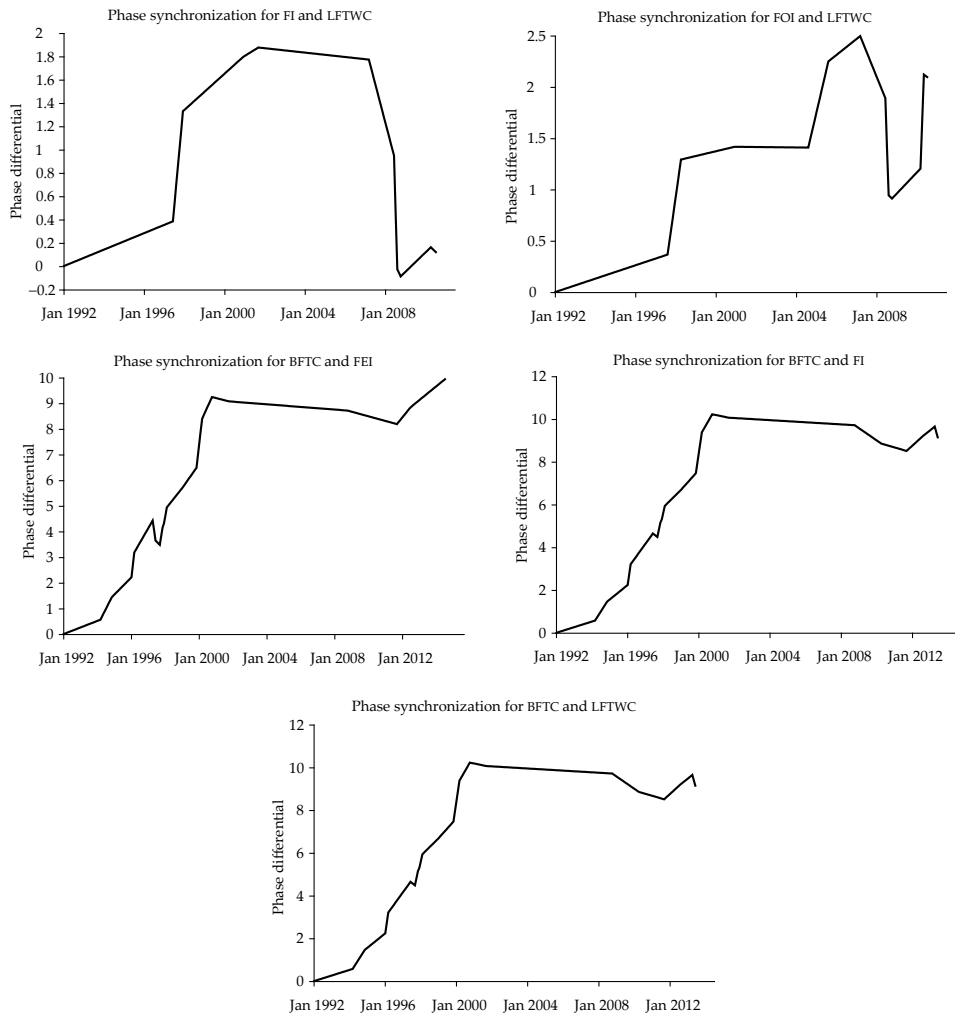 Phase synchronization for FI and LFTWC
Phase differential
2
1.8
1.6
1.4
1.2
1
0.8
0.6
0.4
0.2
0
−0.2
Jan 1992 Jan 1996 Jan 2000 Jan 2004 Jan 2008
Phase synchronization for FOI and LFTWC
Phase differential
2.5
2
1.5
1
0.5
0
Jan 1992 Jan 1996 Jan 2000 Jan 2004 Jan 2008
Phase synchronization for BFTC and FEI
Phase differential
10
9
8
7
6
5
4
3
2
1
0
Jan 1992 Jan 1996 Jan 2000 Jan 2004 Jan 2008 Jan 2012
Phase synchronization for BFTC and FI
Phase differential
12
10
8
6
4
2
0
Jan 1992 Jan 1996 Jan 2000 Jan 2004 Jan 2008 Jan 2012
Phase synchronization for BFTC and LFTWC
Phase differential
12
10
8
6
4
2
0
Jan 1992 Jan 1996 Jan 2000 Jan 2004 Jan 2008 Jan 2012